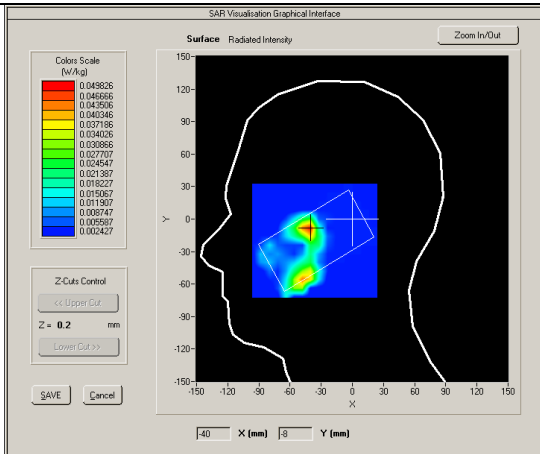 SAR Visualisation Graphical Interface
Surface Radiated Intensity
Zoom In/Out
Colors Scale
(W/kg)
0.049826
0.046666
0.043506
0.040346
0.037186
0.034026
0.030866
0.027707
0.024547
0.021387
0.018227
0.015067
0.011907
0.008747
0.005587
0.002427
Z-Cuts Control
<< Upper Cut
Z = 0.2 mm
Lower Cut >>
SAVE Cancel
150
120
90
60
30
0
-30
-60
-90
-120
-150
Y
-150 -120 -90 -60 -30 0 30 60 90 120 150
X
-40 X (mm) -8 Y (mm)